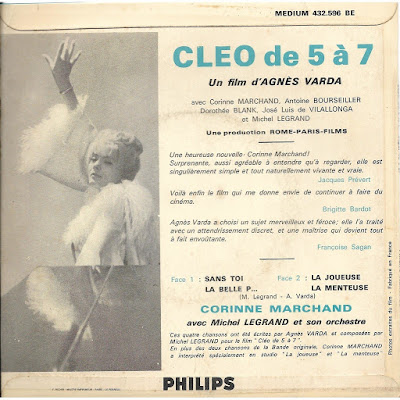 MEDIUM 432.596 BE
CLEO de 5 à 7
Un film d'AGNÈS VARDA
avec Corinne MARCHAND, Antoine BOURSEILLER
Dorothée BLANK, José Luis de VILALLONGA
et Michel LEGRAND
Une production ROME-PARIS-FILMS
Une heureuse nouvelle - Corinne Marchand!
Surprenante, aussi agréable à entendre qu'à regarder, elle est
singulièrement simple et tout naturellement vivante et vraie.
Jacques Prévert
Voilà enfin le film qui me donne envie de continuer à faire du
cinéma.
Brigitte Bardot
Agnès Varda a choisi un sujet merveilleux et féroce; elle l'a traité
avec un attendrissement discret, et une maîtrise qui devient tout
à fait envoûtante.
Françoise Sagan
Face 1 : SANS TOI
LA BELLE P...
Face 2 : LA JOUEUSE
LA MENTEUSE
(M. Legrand - A. Varda)
CORINNE MARCHAND
avec Michel LEGRAND et son orchestre
Ces quatre chansons ont été écrites par Agnès VARDA et composées par
Michel LEGRAND pour le film "Cléo de 5 à 7".
En plus des deux chansons de la Bande originale, Corinne MARCHAND
a interprété spécialement en studio "La joueuse" et "La menteuse"
Photos extraites du film - Fabriqué en France
PHILIPS